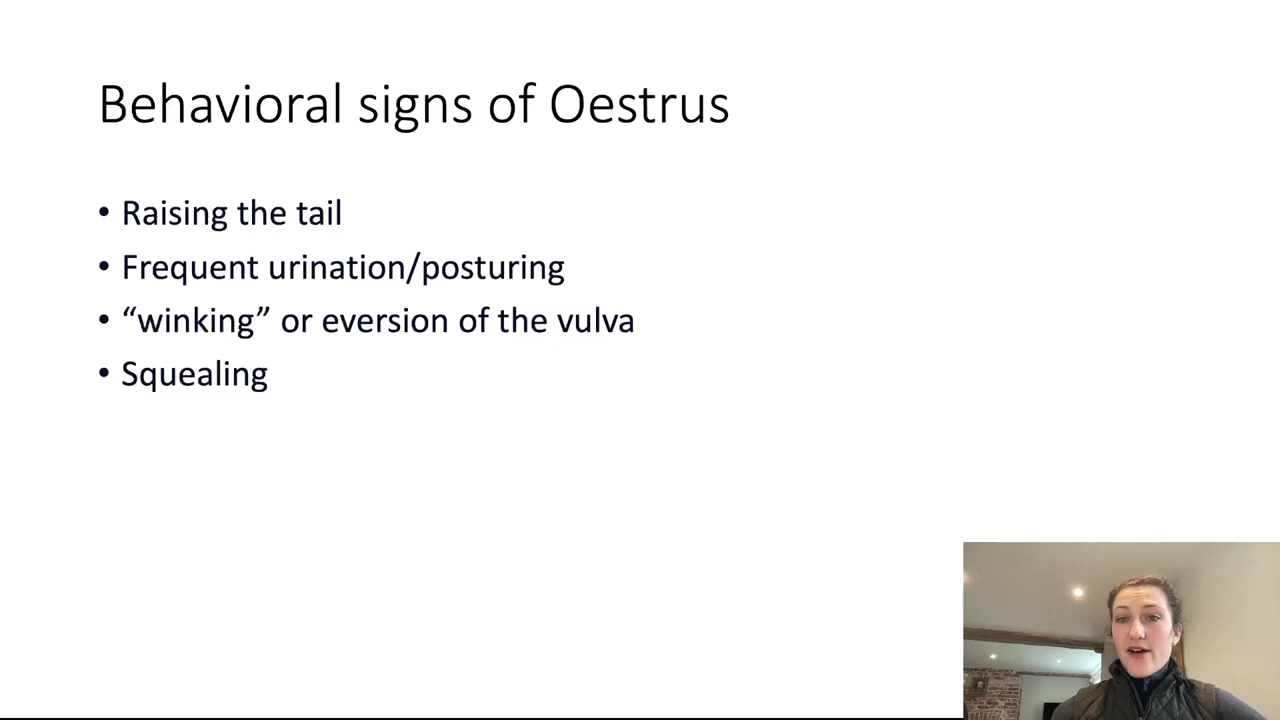 Behavioral signs of Oestrus
• Raising the tail
• Frequent urination/posturing
• “winking” or eversion of the vulva
• Squealing